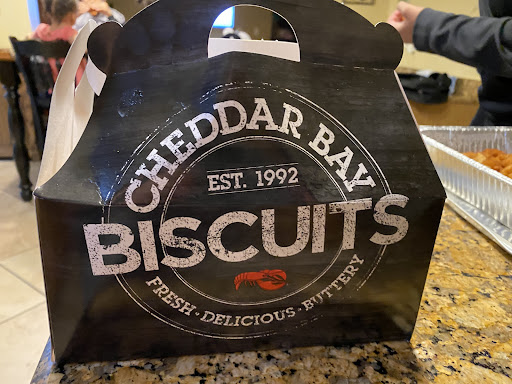 CHEDDAR BAY
EST. 1992
BISCUITS
FRESH · DELICIOUS · BUTTERY